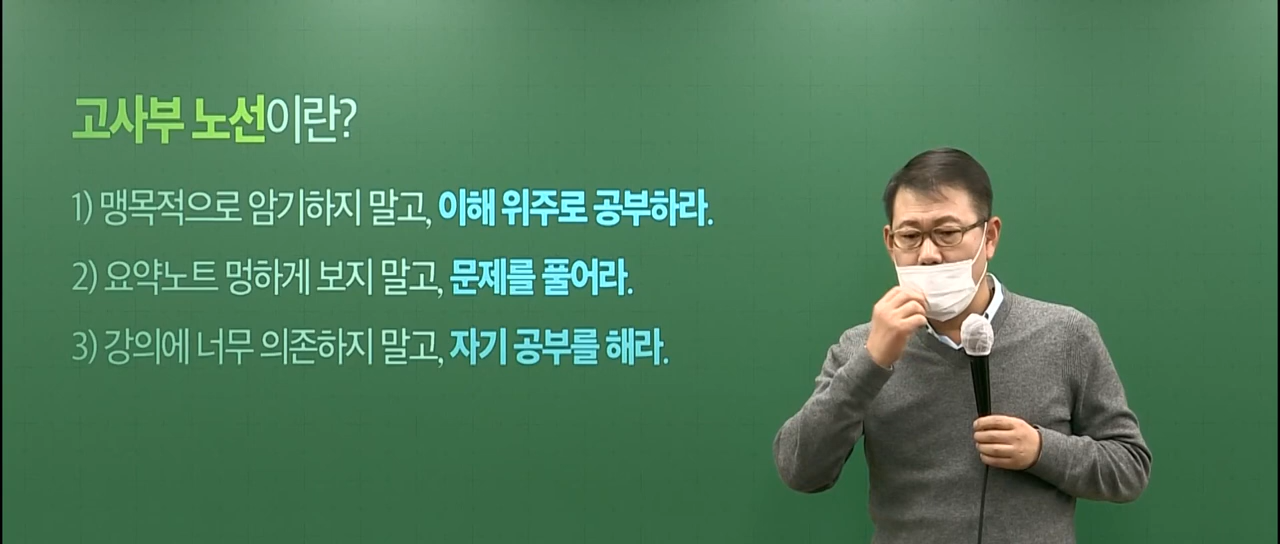 고사부 노선이란?
1) 맹목적으로 암기하지 말고, 이해 위주로 공부하라.
2) 요약노트 멍하게 보지 말고, 문제를 풀어라.
3) 강의에 너무 의존하지 말고, 자기 공부를 해라.